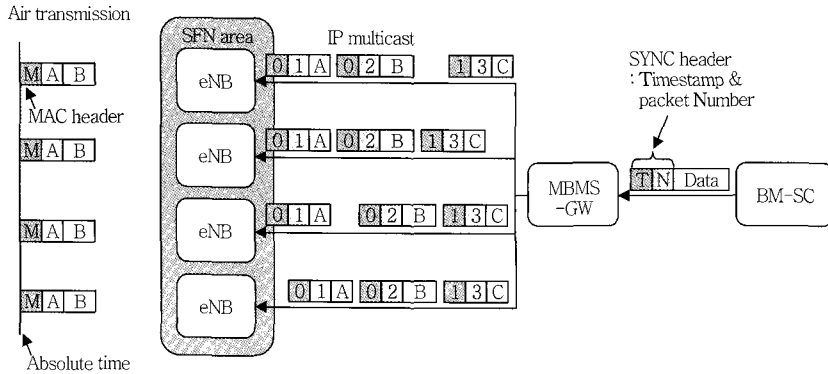 Air transmission
SFN area
IP multicast
SYNC header
: Timestamp &
packet Number
M A B
eNB
0 1 A 0 2 B 1 3 C
MAC header
M A B
eNB
0 1 A 0 2 B 1 3 C
MBMS
-GW
T N Data
BM-SC
M A B
eNB
0 1 A 0 2 B 1 3 C
M A B
eNB
0 1 A 0 2 B 1 3 C
Absolute time